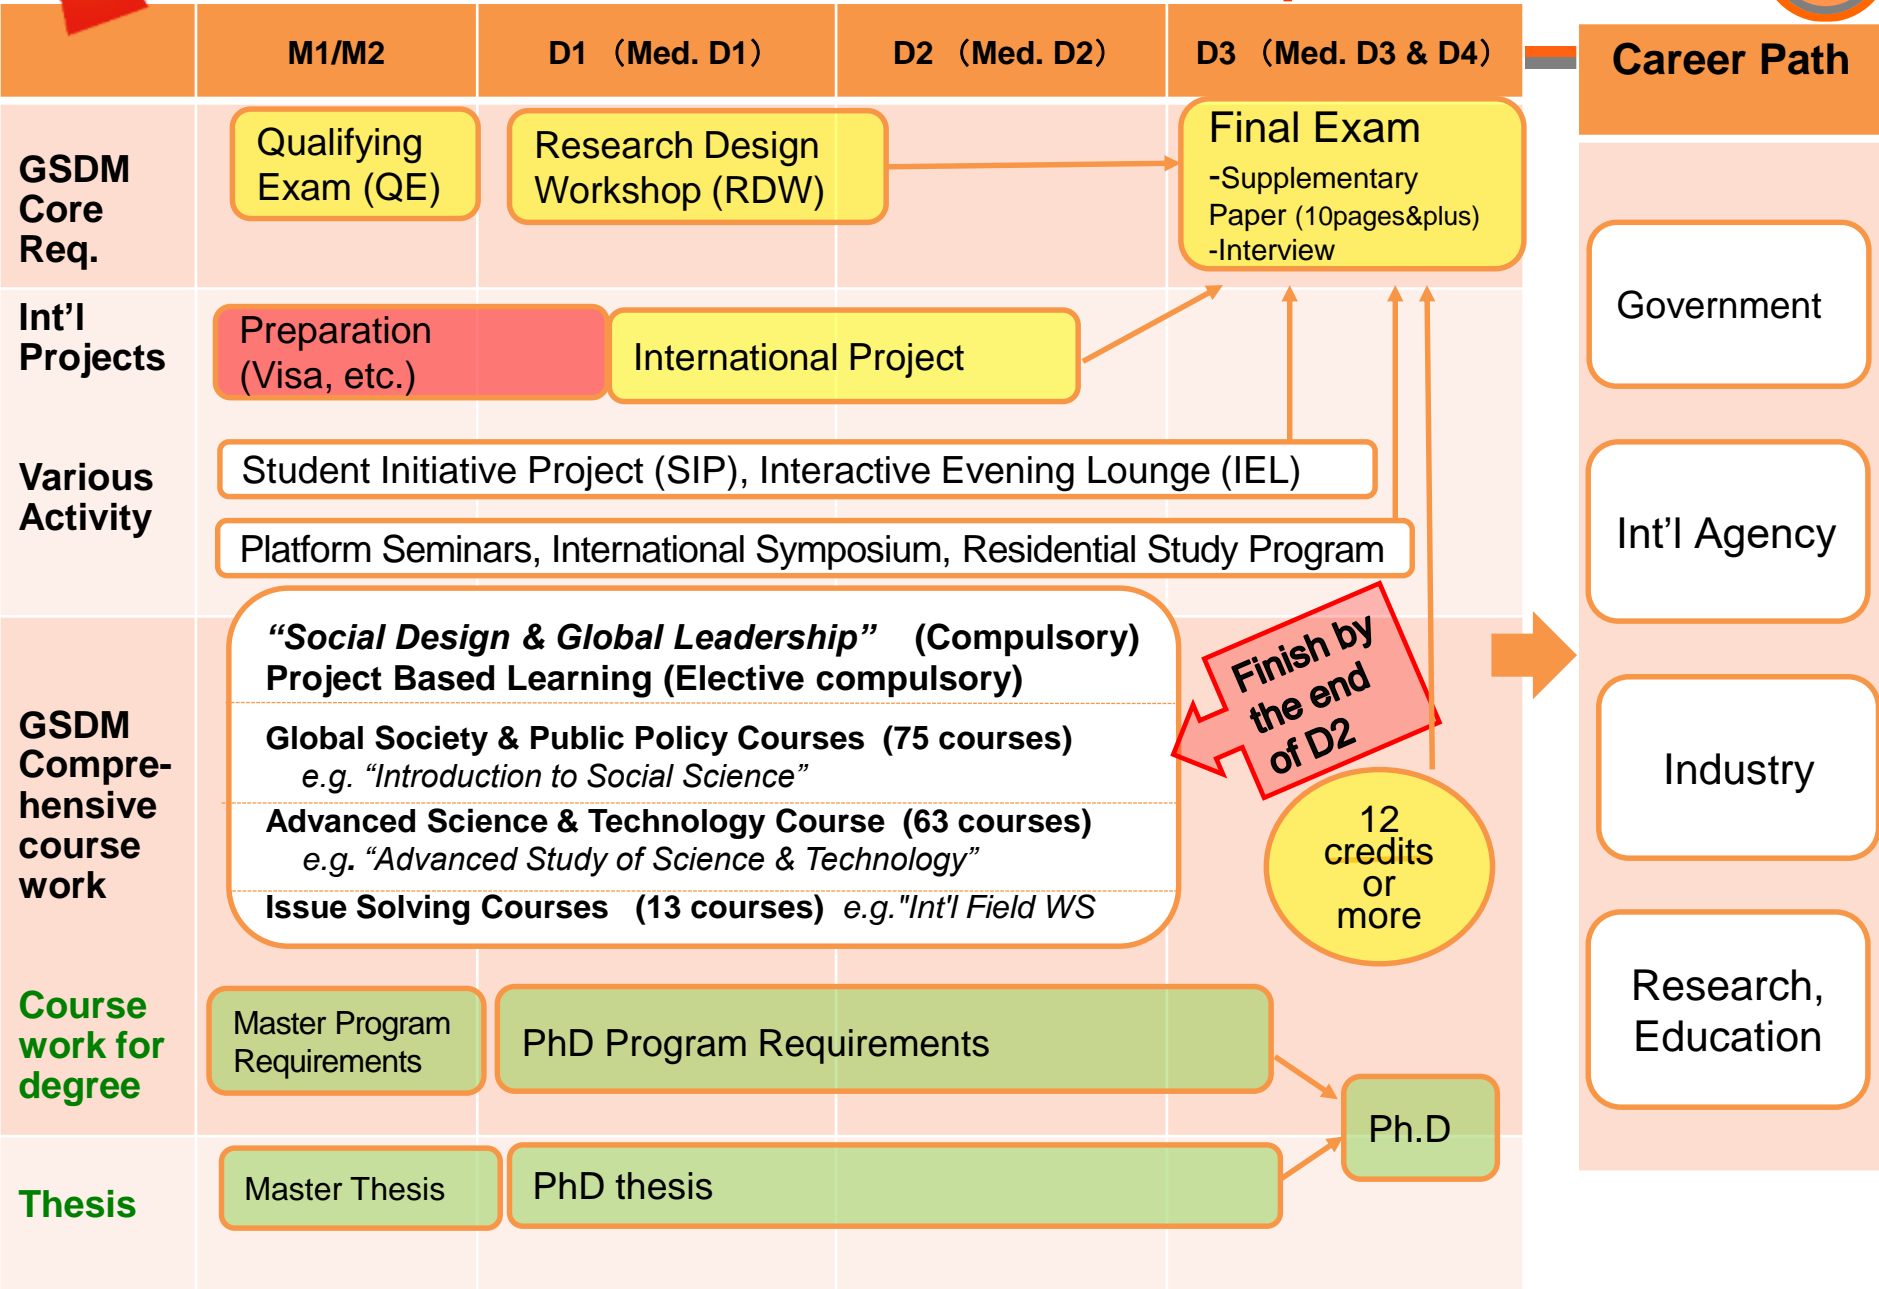 M1/M2
D1 （Med. D1）
D2 （Med. D2）
D3 （Med. D3 & D4）
Career Path
GSDM
Core
Req.
Qualifying
Exam (QE)
Research Design
Workshop (RDW)
Final Exam
-Supplementary
Paper (10pages&plus)
-Interview
Int’l
Projects
Preparation
(Visa, etc.)
International Project
Various
Activity
Student Initiative Project (SIP), Interactive Evening Lounge (IEL)
Platform Seminars, International Symposium, Residential Study Program
GSDM
Compre-
hensive
course
work
“Social Design & Global Leadership” (Compulsory)
Project Based Learning (Elective compulsory)
Global Society & Public Policy Courses (75 courses)
e.g. “Introduction to Social Science”
Advanced Science & Technology Course (63 courses)
e.g. “Advanced Study of Science & Technology”
Issue Solving Courses (13 courses) e.g."Int'l Field WS
Finish by
the end
of D2
12
credits
or
more
Course
work for
degree
Master Program
Requirements
PhD Program Requirements
Ph.D
Thesis
Master Thesis
PhD thesis
Government
Int’l Agency
Industry
Research,
Education